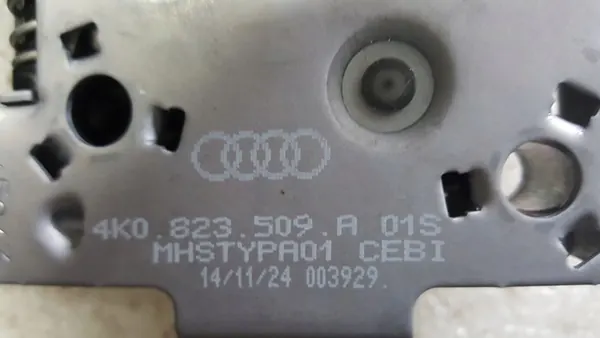 4K0.823.509.A 01S
MHSTYPA01 CEBI
14/11/24 003929.